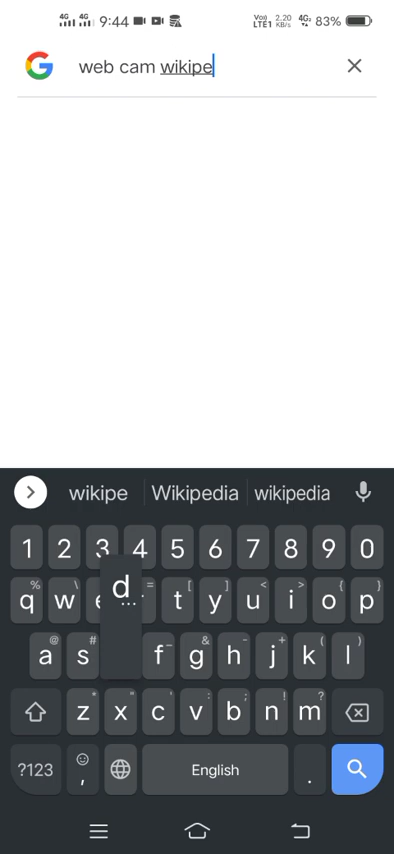 4G 4G 9:44 Vo) LTE1 2.20 KB/s 4G2 83%
web cam wikipe
wikipe Wikipedia wikipedia
1 2 3 4 5 6 7 8 9 0
% \ = [ ] < > { }
q w e t y u i o p
d
...
@ # _ & - + ( )
a s f g h j k l
* " ' : ; ! ?
z x c v b n m
?123 , English .